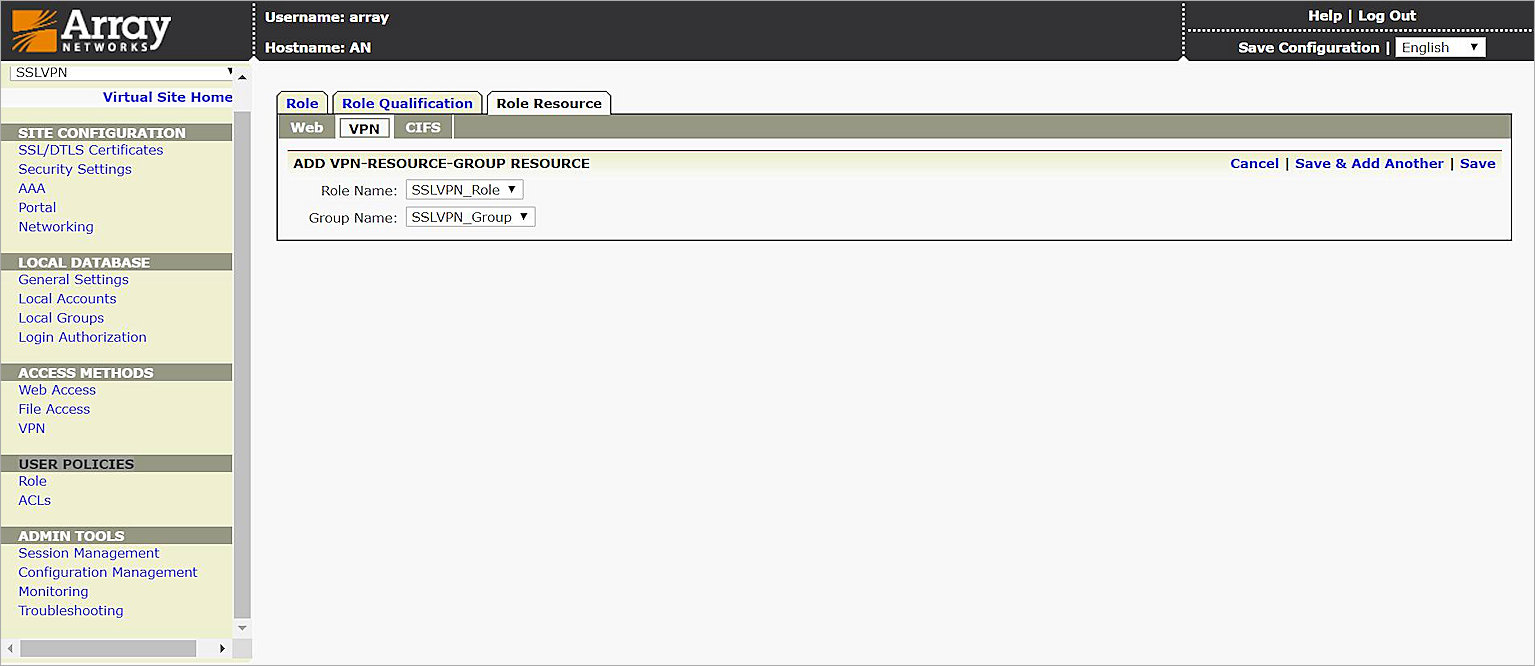 Array
NETWORKS
Username: array
Hostname: AN
Help | Log Out
Save Configuration | English
SSLVPN
Virtual Site Home
SITE CONFIGURATION
SSL/DTLS Certificates
Security Settings
AAA
Portal
Networking
LOCAL DATABASE
General Settings
Local Accounts
Local Groups
Login Authorization
ACCESS METHODS
Web Access
File Access
VPN
USER POLICIES
Role
ACLs
ADMIN TOOLS
Session Management
Configuration Management
Monitoring
Troubleshooting
Role Role Qualification Role Resource
Web VPN CIFS
ADD VPN-RESOURCE-GROUP RESOURCE Cancel | Save & Add Another | Save
Role Name: SSLVPN_Role
Group Name: SSLVPN_Group